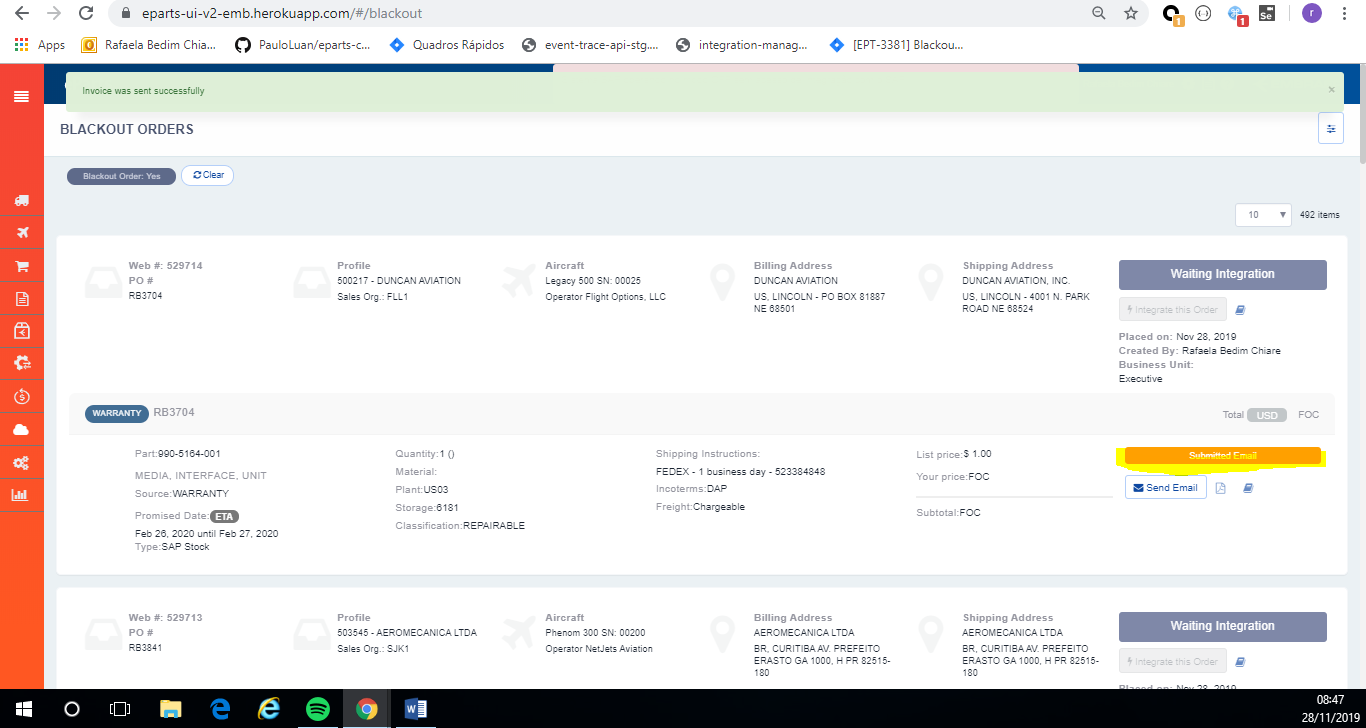 eparts-ui-v2-emb.herokuapp.com/#/blackout
1
1
Se
r
Apps
Rafaela Bedim Chia...
PauloLuan/eparts-c...
Quadros Rápidos
event-trace-api-stg....
integration-manag...
[EPT-3381] Blackou...
Invoice was sent successfully
×
BLACKOUT ORDERS
Blackout Order: Yes
Clear
10
492 items
Web #: 529714
PO #
RB3704
Profile
500217 - DUNCAN AVIATION
Sales Org.: FLL1
Aircraft
Legacy 500 SN: 00025
Operator Flight Options, LLC
Billing Address
DUNCAN AVIATION
US, LINCOLN - PO BOX 81887
NE 68501
Shipping Address
DUNCAN AVIATION, INC.
US, LINCOLN - 4001 N. PARK
ROAD NE 68524
Waiting Integration
Integrate this Order
Placed on: Nov 28, 2019
Created By: Rafaela Bedim Chiare
Business Unit:
Executive
WARRANTY RB3704
Total USD FOC
Part:990-5164-001
MEDIA, INTERFACE, UNIT
Source:WARRANTY
Promised Date:ETA
Feb 26, 2020 until Feb 27, 2020
Type:SAP Stock
Quantity:1 ()
Material:
Plant:US03
Storage:6181
Classification:REPAIRABLE
Shipping Instructions:
FEDEX - 1 business day - 523384848
Incoterms:DAP
Freight:Chargeable
List price:$ 1.00
Your price:FOC
Subtotal:FOC
Submitted Email
Send Email
Web #: 529713
PO #
RB3841
Profile
503545 - AEROMECANICA LTDA
Sales Org.: SJK1
Aircraft
Phenom 300 SN: 00200
Operator NetJets Aviation
Billing Address
AEROMECANICA LTDA
BR, CURITIBA AV. PREFEITO
ERASTO GA 1000, H PR 82515-
180
Shipping Address
AEROMECANICA LTDA
BR, CURITIBA AV. PREFEITO
ERASTO GA 1000, H PR 82515-
180
Waiting Integration
Integrate this Order
Placed on: Nov 28, 2019
08:47
28/11/2019